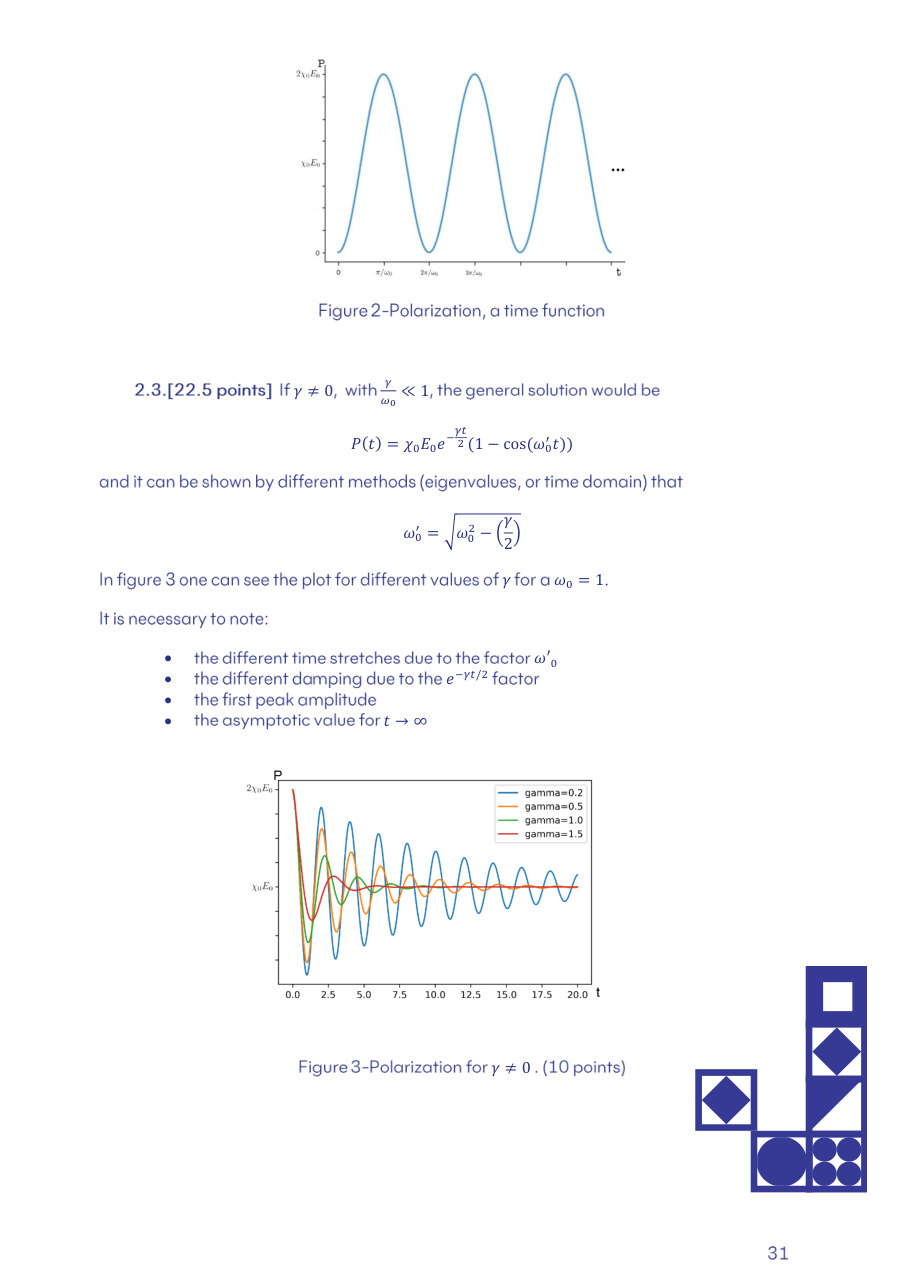 P
2χ₀E₀
χ₀E₀
0
0 π/ω₀ 2π/ω₀ 3π/ω₀ t
...
Figure 2-Polarization, a time function
2.3.[22.5 points] If γ ≠ 0, with γ/ω₀ ≪ 1, the general solution would be
P(t) = χ₀E₀e^(−γt/2)(1 − cos(ω₀′t))
and it can be shown by different methods (eigenvalues, or time domain) that
ω₀′ = √(ω₀² − (γ/2))
In figure 3 one can see the plot for different values of γ for a ω₀ = 1.
It is necessary to note:
• the different time stretches due to the factor ω′₀
• the different damping due to the e^(−γt/2) factor
• the first peak amplitude
• the asymptotic value for t → ∞
P
2χ₀E₀
gamma=0.2
gamma=0.5
gamma=1.0
gamma=1.5
χ₀E₀
0.0 2.5 5.0 7.5 10.0 12.5 15.0 17.5 20.0 t
Figure 3-Polarization for γ ≠ 0 . (10 points)
31